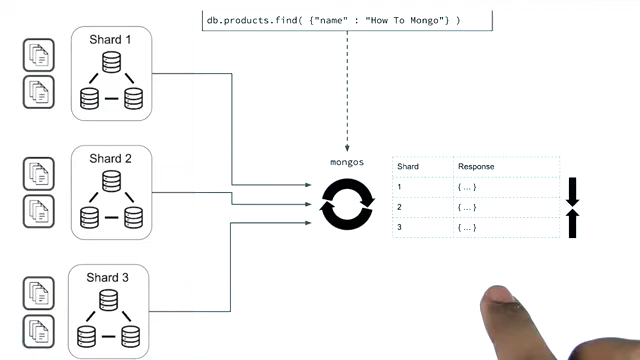 db.products.find( {"name" : "How To Mongo"} )
Shard 1
Shard 2
Shard 3
mongos
Shard Response
1 { ... }
2 { ... }
3 { ... }